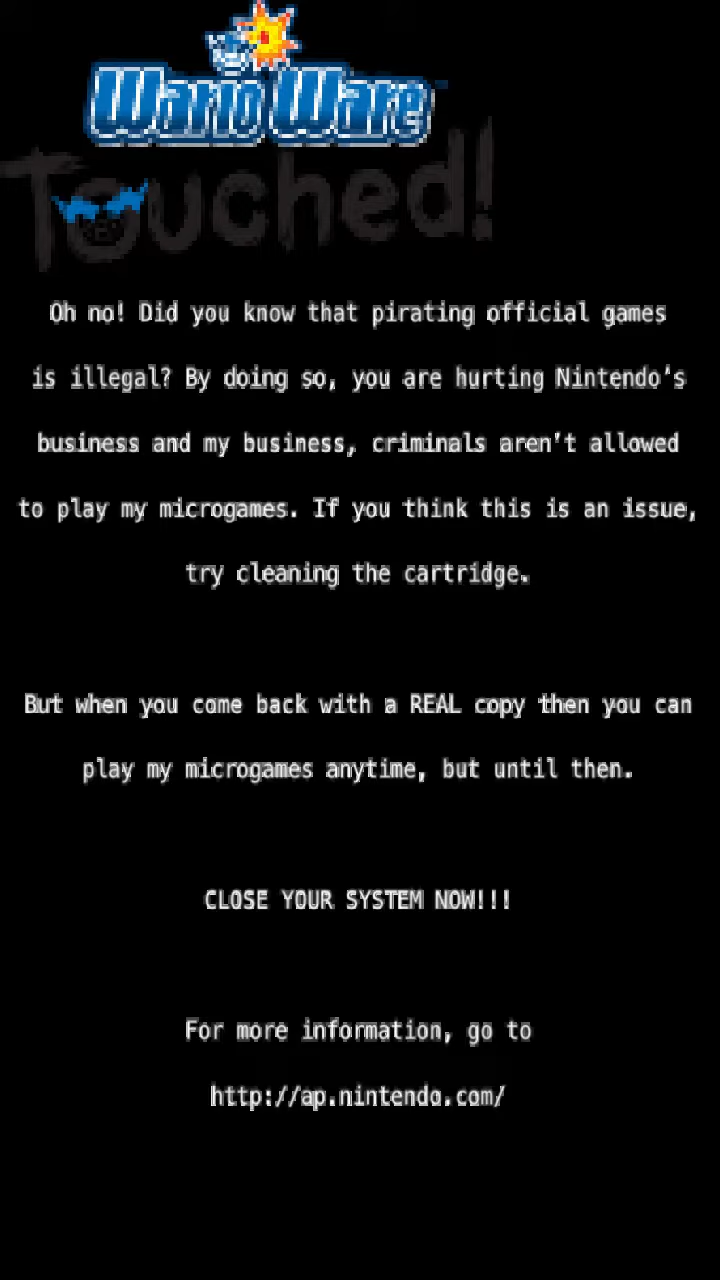 Wario Ware™
Touched!
Oh no! Did you know that pirating official games
is illegal? By doing so, you are hurting Nintendo's
business and my business, criminals aren't allowed
to play my microgames. If you think this is an issue,
try cleaning the cartridge.
But when you come back with a REAL copy then you can
play my microgames anytime, but until then.
CLOSE YOUR SYSTEM NOW!!!
For more information, go to
http://ap.nintendo.com/